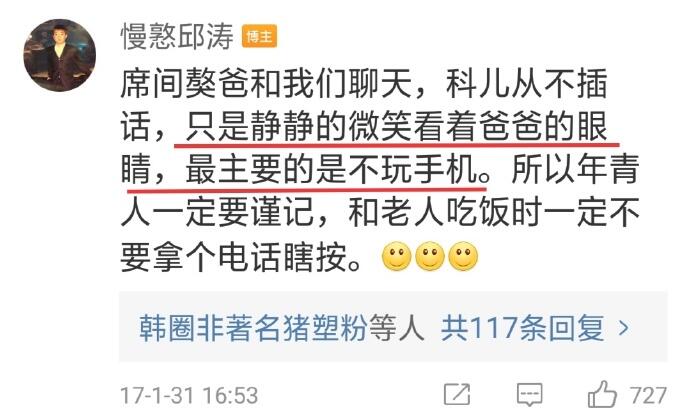 慢憨邱涛 博主
席间嫯爸和我们聊天，科儿从不插
话，只是静静的微笑看着爸爸的眼
睛，最主要的是不玩手机。所以年青
人一定要谨记，和老人吃饭时一定不
要拿个电话瞎按。
韩圈非著名猪塑粉等人 共117条回复 >
17-1-31 16:53 727